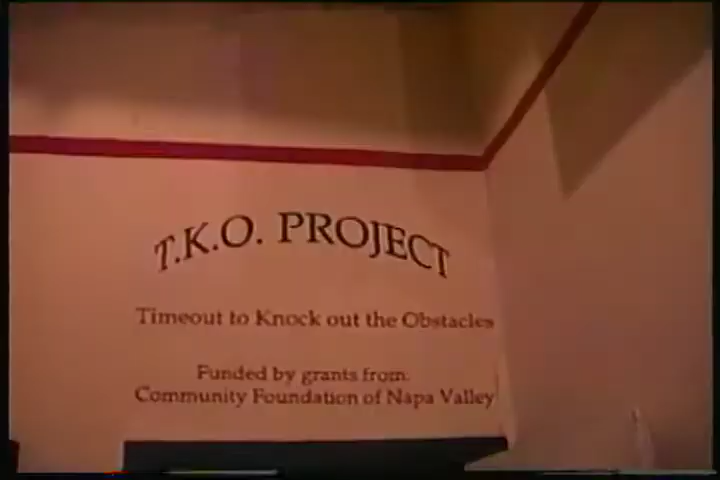 T.K.O. PROJECT
Timeout to Knock out the Obstacles
Funded by grants from:
Community Foundation of Napa Valley